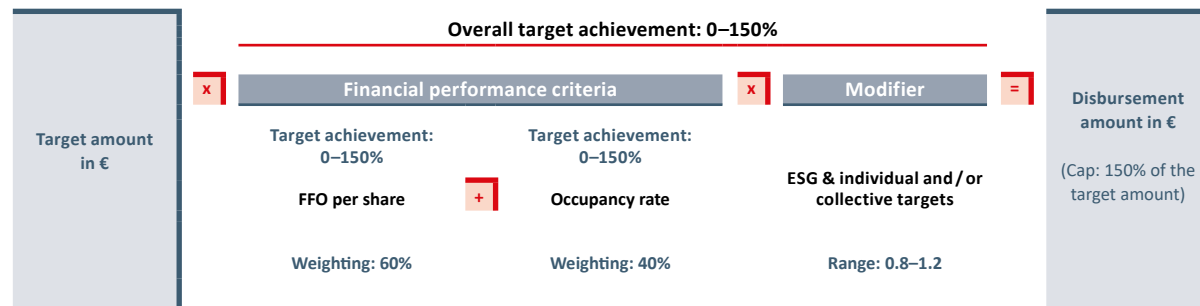 Overall target achievement: 0–150%
Target amount
in €
x
Financial performance criteria
x
Modifier
=
Target achievement:
0–150%
FFO per share
Weighting: 60%
+
Target achievement:
0–150%
Occupancy rate
Weighting: 40%
ESG & individual and/or
collective targets
Range: 0.8–1.2
Disbursement
amount in €
(Cap: 150% of the
target amount)